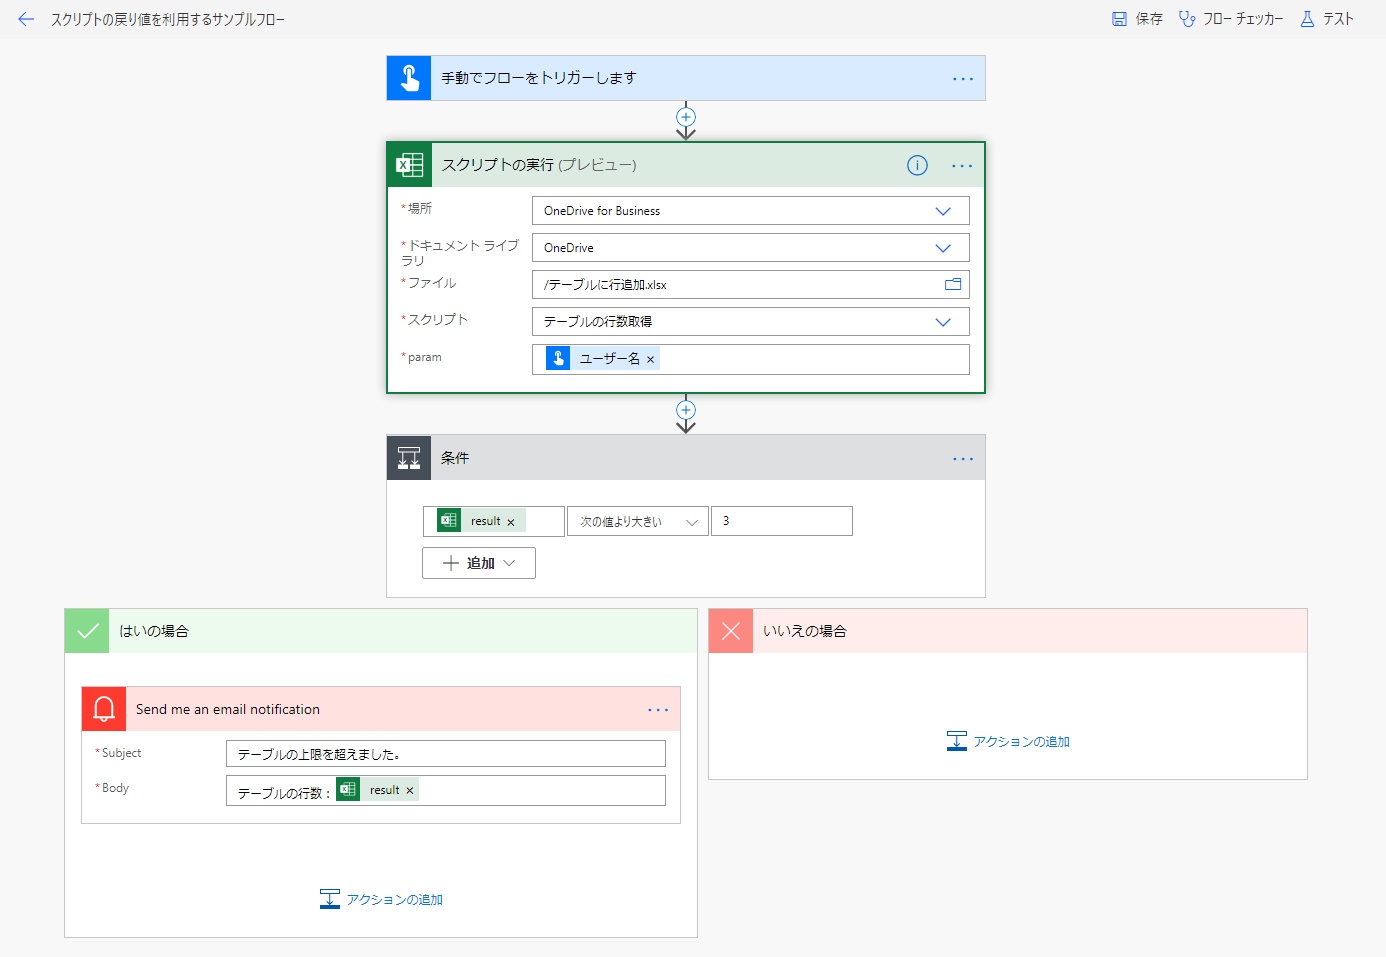 スクリプトの戻り値を利用するサンプルフロー
保存
フロー チェッカー
テスト
手動でフローをトリガーします
スクリプトの実行 (プレビュー)
*場所
OneDrive for Business
*ドキュメント ライブ
ラリ
OneDrive
*ファイル
/テーブルに行追加.xlsx
*スクリプト
テーブルの行数取得
*param
ユーザー名 ×
条件
result ×
次の値より大きい
3
追加
はいの場合
Send me an email notification
*Subject
テーブルの上限を超えました。
*Body
テーブルの行数： result ×
アクションの追加
いいえの場合
アクションの追加